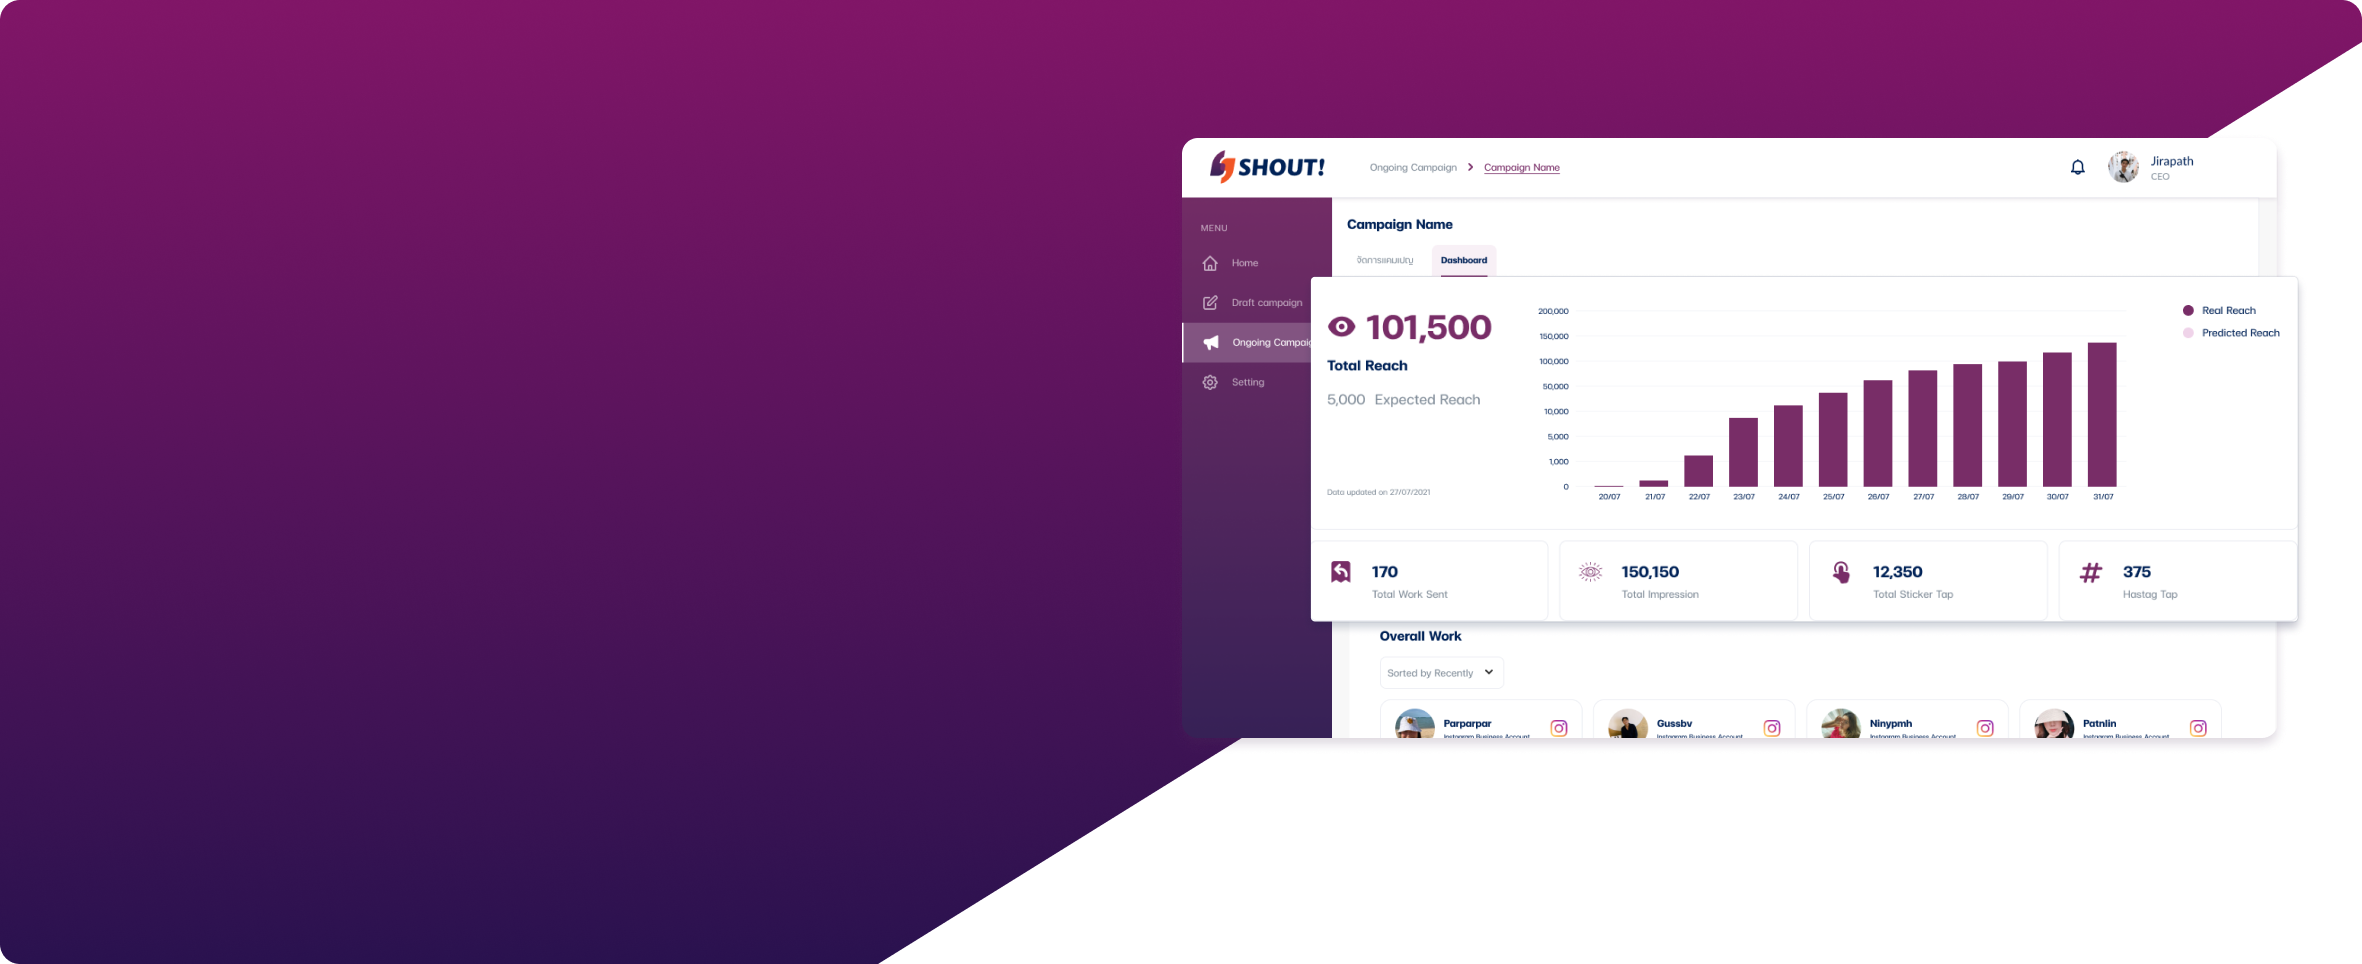 SHOUT!
Ongoing Campaign > Campaign Name
Jirapath
CEO
MENU
Home
Draft campaign
Ongoing Campaig
Setting
Campaign Name
จัดการแคมเปญ
Dashboard
101,500
Total Reach
5,000 Expected Reach
Data updated on 27/07/2021
200,000
150,000
100,000
50,000
10,000
5,000
1,000
0
20/07 21/07 22/07 23/07 24/07 25/07 26/07 27/07 28/07 29/07 30/07 31/07
Real Reach
Predicted Reach
170
Total Work Sent
150,150
Total Impression
12,350
Total Sticker Tap
375
Hastag Tap
Overall Work
Sorted by Recently
Parparpar
Instagram Business Account
Gussbv
Instagram Business Account
Ninypmh
Instagram Business Account
Patnlin
Instagram Business Account